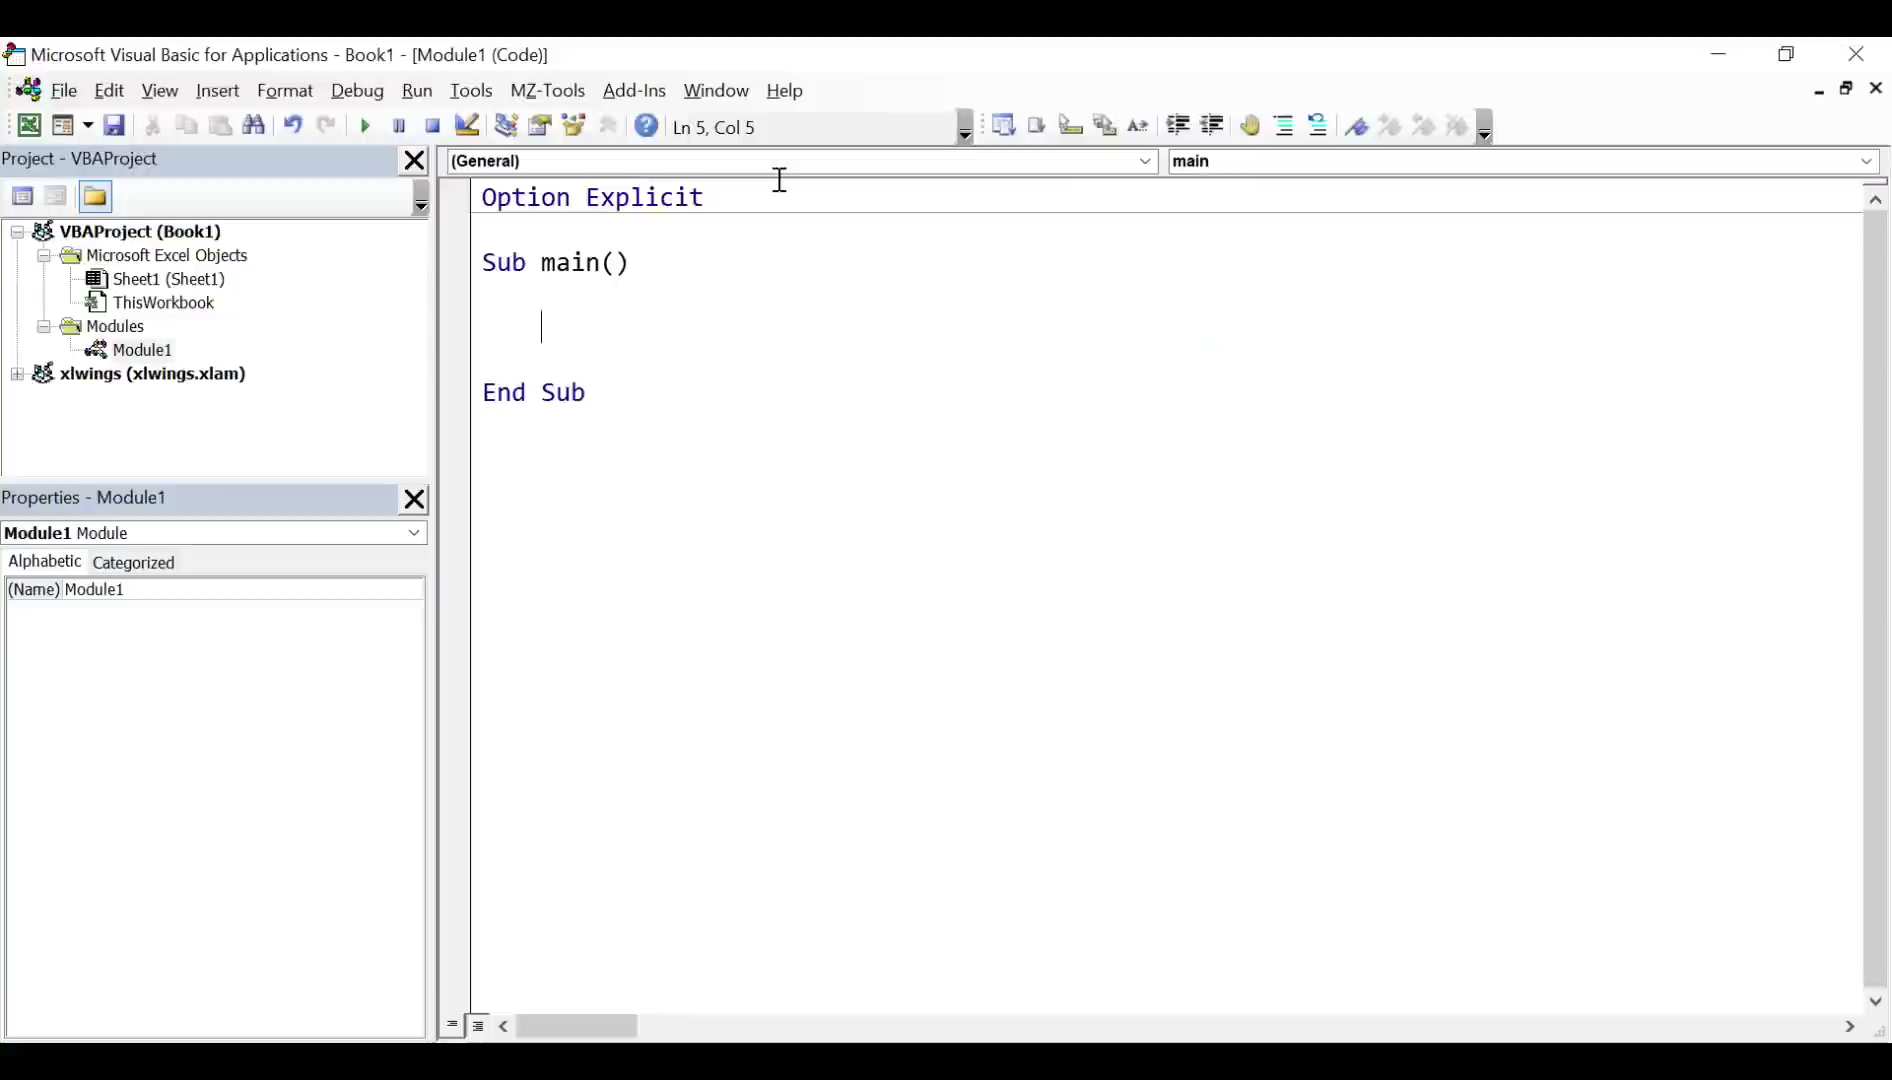 Microsoft Visual Basic for Applications - Book1 - [Module1 (Code)]
File Edit View Insert Format Debug Run Tools MZ-Tools Add-Ins Window Help
Ln 5, Col 5
Project - VBAProject
(General)
main
VBAProject (Book1)
Microsoft Excel Objects
Sheet1 (Sheet1)
ThisWorkbook
Modules
Module1
xlwings (xlwings.xlam)
Properties - Module1
Module1 Module
Alphabetic Categorized
(Name) Module1
Option Explicit
Sub main()
End Sub